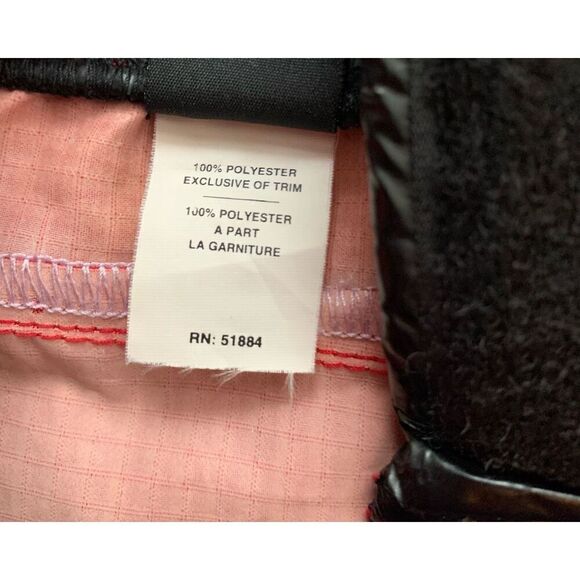 100% POLYESTER
EXCLUSIVE OF TRIM
100% POLYESTER
A PART
LA GARNITURE
RN: 51884